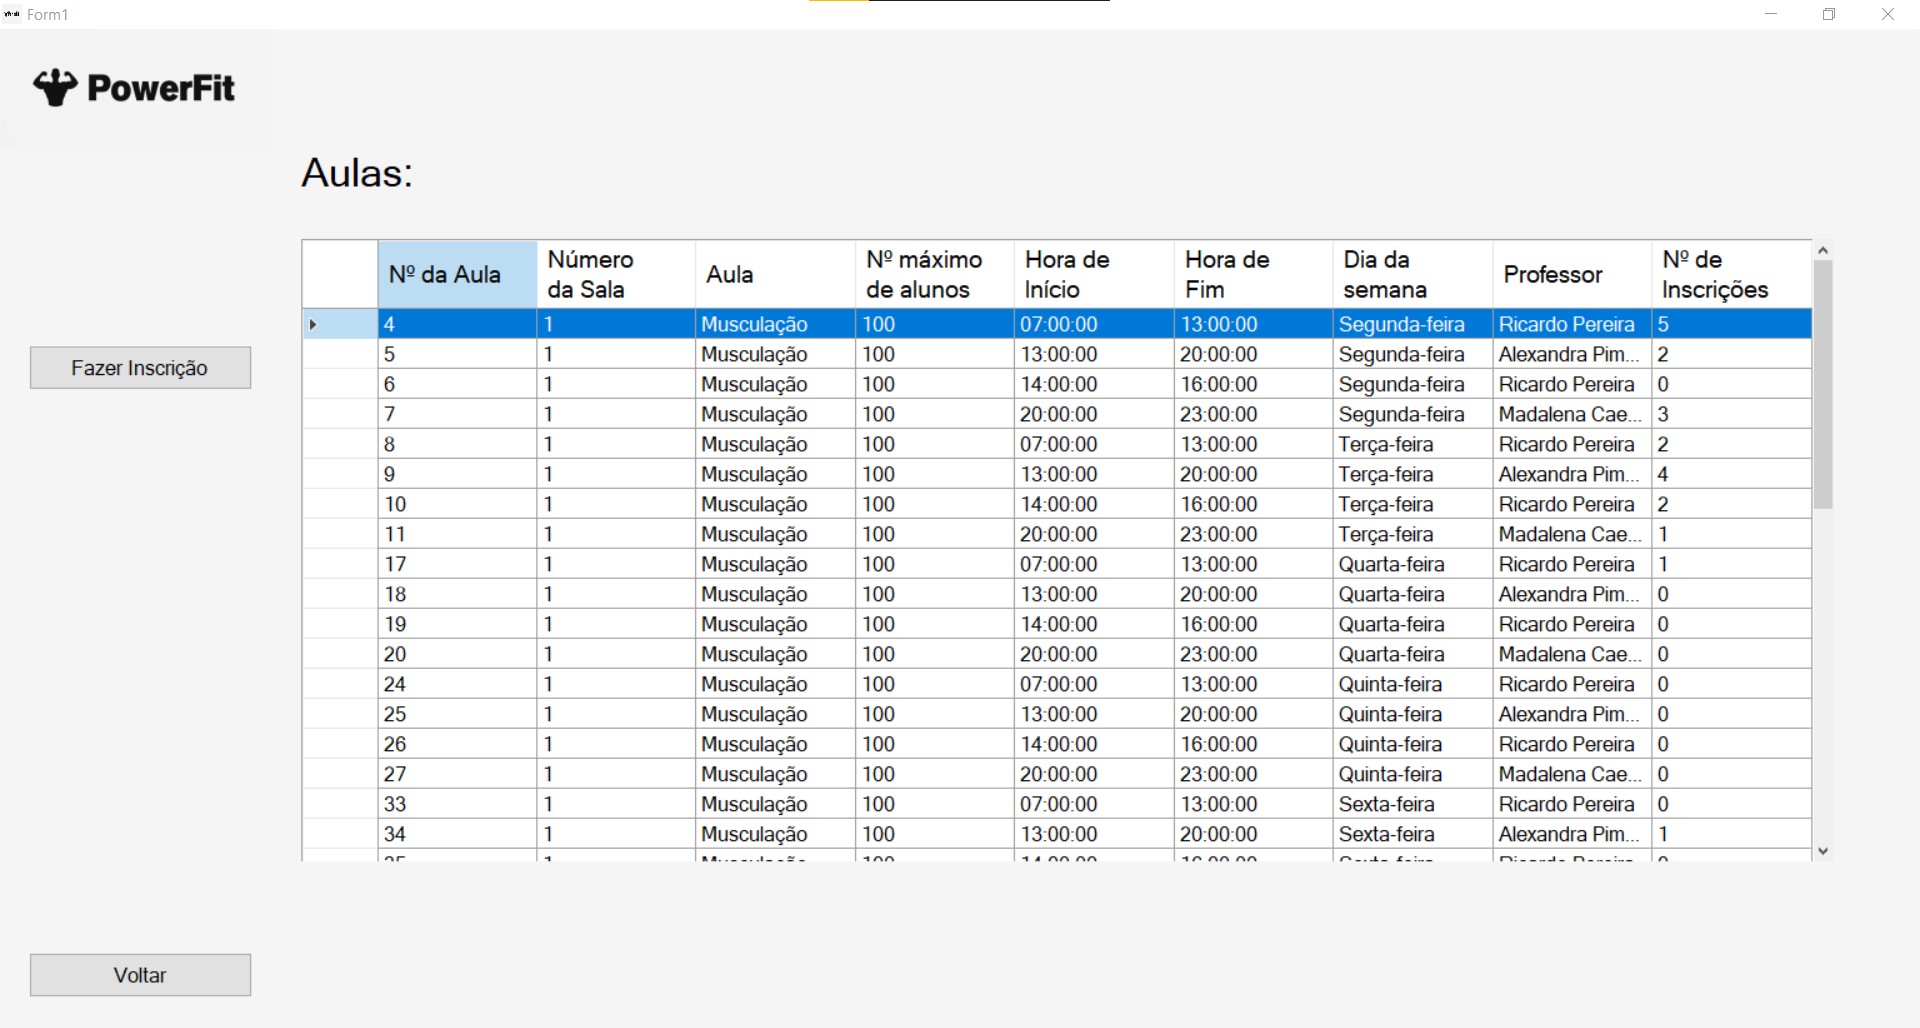 Form1
PowerFit
Aulas:
Nº da Aula Número da Sala Aula Nº máximo de alunos Hora de Início Hora de Fim Dia da semana Professor Nº de Inscrições
4 1 Musculação 100 07:00:00 13:00:00 Segunda-feira Ricardo Pereira 5
5 1 Musculação 100 13:00:00 20:00:00 Segunda-feira Alexandra Pim... 2
6 1 Musculação 100 14:00:00 16:00:00 Segunda-feira Ricardo Pereira 0
7 1 Musculação 100 20:00:00 23:00:00 Segunda-feira Madalena Cae... 3
8 1 Musculação 100 07:00:00 13:00:00 Terça-feira Ricardo Pereira 2
9 1 Musculação 100 13:00:00 20:00:00 Terça-feira Alexandra Pim... 4
10 1 Musculação 100 14:00:00 16:00:00 Terça-feira Ricardo Pereira 2
11 1 Musculação 100 20:00:00 23:00:00 Terça-feira Madalena Cae... 1
17 1 Musculação 100 07:00:00 13:00:00 Quarta-feira Ricardo Pereira 1
18 1 Musculação 100 13:00:00 20:00:00 Quarta-feira Alexandra Pim... 0
19 1 Musculação 100 14:00:00 16:00:00 Quarta-feira Ricardo Pereira 0
20 1 Musculação 100 20:00:00 23:00:00 Quarta-feira Madalena Cae... 0
24 1 Musculação 100 07:00:00 13:00:00 Quinta-feira Ricardo Pereira 0
25 1 Musculação 100 13:00:00 20:00:00 Quinta-feira Alexandra Pim... 0
26 1 Musculação 100 14:00:00 16:00:00 Quinta-feira Ricardo Pereira 0
27 1 Musculação 100 20:00:00 23:00:00 Quinta-feira Madalena Cae... 0
33 1 Musculação 100 07:00:00 13:00:00 Sexta-feira Ricardo Pereira 0
34 1 Musculação 100 13:00:00 20:00:00 Sexta-feira Alexandra Pim... 1
Fazer Inscrição
Voltar